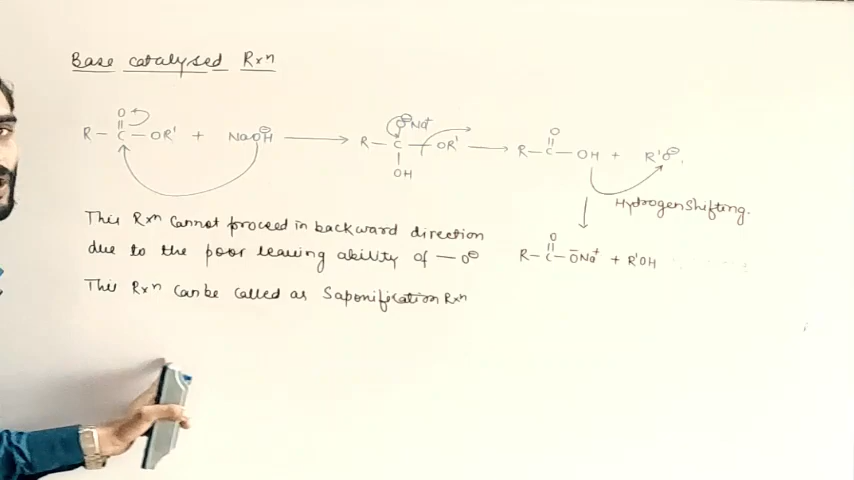 Base catalysed Rxⁿ
O
R – C – OR' + NaOH⊖ → R – C – OR' → R – C – OH + R'O⊖.
O⊖Na⁺
OH
O
Hydrogen Shifting.
This Rxⁿ cannot proceed in backward direction
due to the poor leaving ability of – O⊖
O
R – C – ŌNa⁺ + R'OH
This Rxⁿ can be called as Saponification Rxⁿ